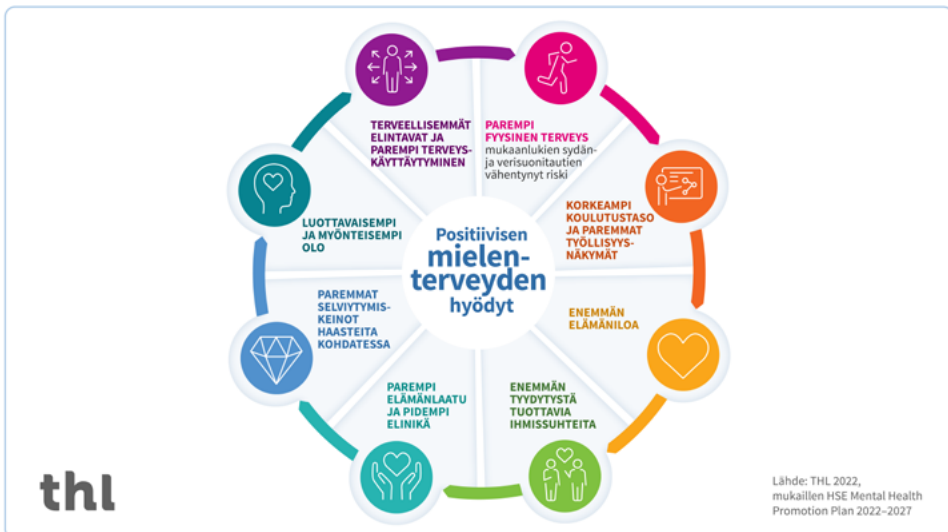 Positiivisen
mielen-
terveyden
hyödyt
TERVEELLISEMMÄT
ELINTAVAT JA
PAREMPI TERVEYS-
KÄYTTÄYTYMINEN
PAREMPI
FYYSINEN TERVEYS
mukaanlukien sydän-
ja verisuonitautien
vähentynyt riski
KORKEAMPI
KOULUTUSTASO
JA PAREMMAT
TYÖLLISYYS-
NÄKYMÄT
ENEMMÄN
ELÄMÄNILOA
ENEMMÄN
TYYDYTYSTÄ
TUOTTAVIA
IHMISSUHTEITA
PAREMPI
ELÄMÄNLAATU
JA PIDEMPI
ELINIKÄ
PAREMMAT
SELVIYTYMIS-
KEINOT
HAASTEITA
KOHDATESSA
LUOTTAVAISEMPI
JA MYÖNTEISEMPI
OLO
thl
Lähde: THL 2022,
mukaillen HSE Mental Health
Promotion Plan 2022–2027